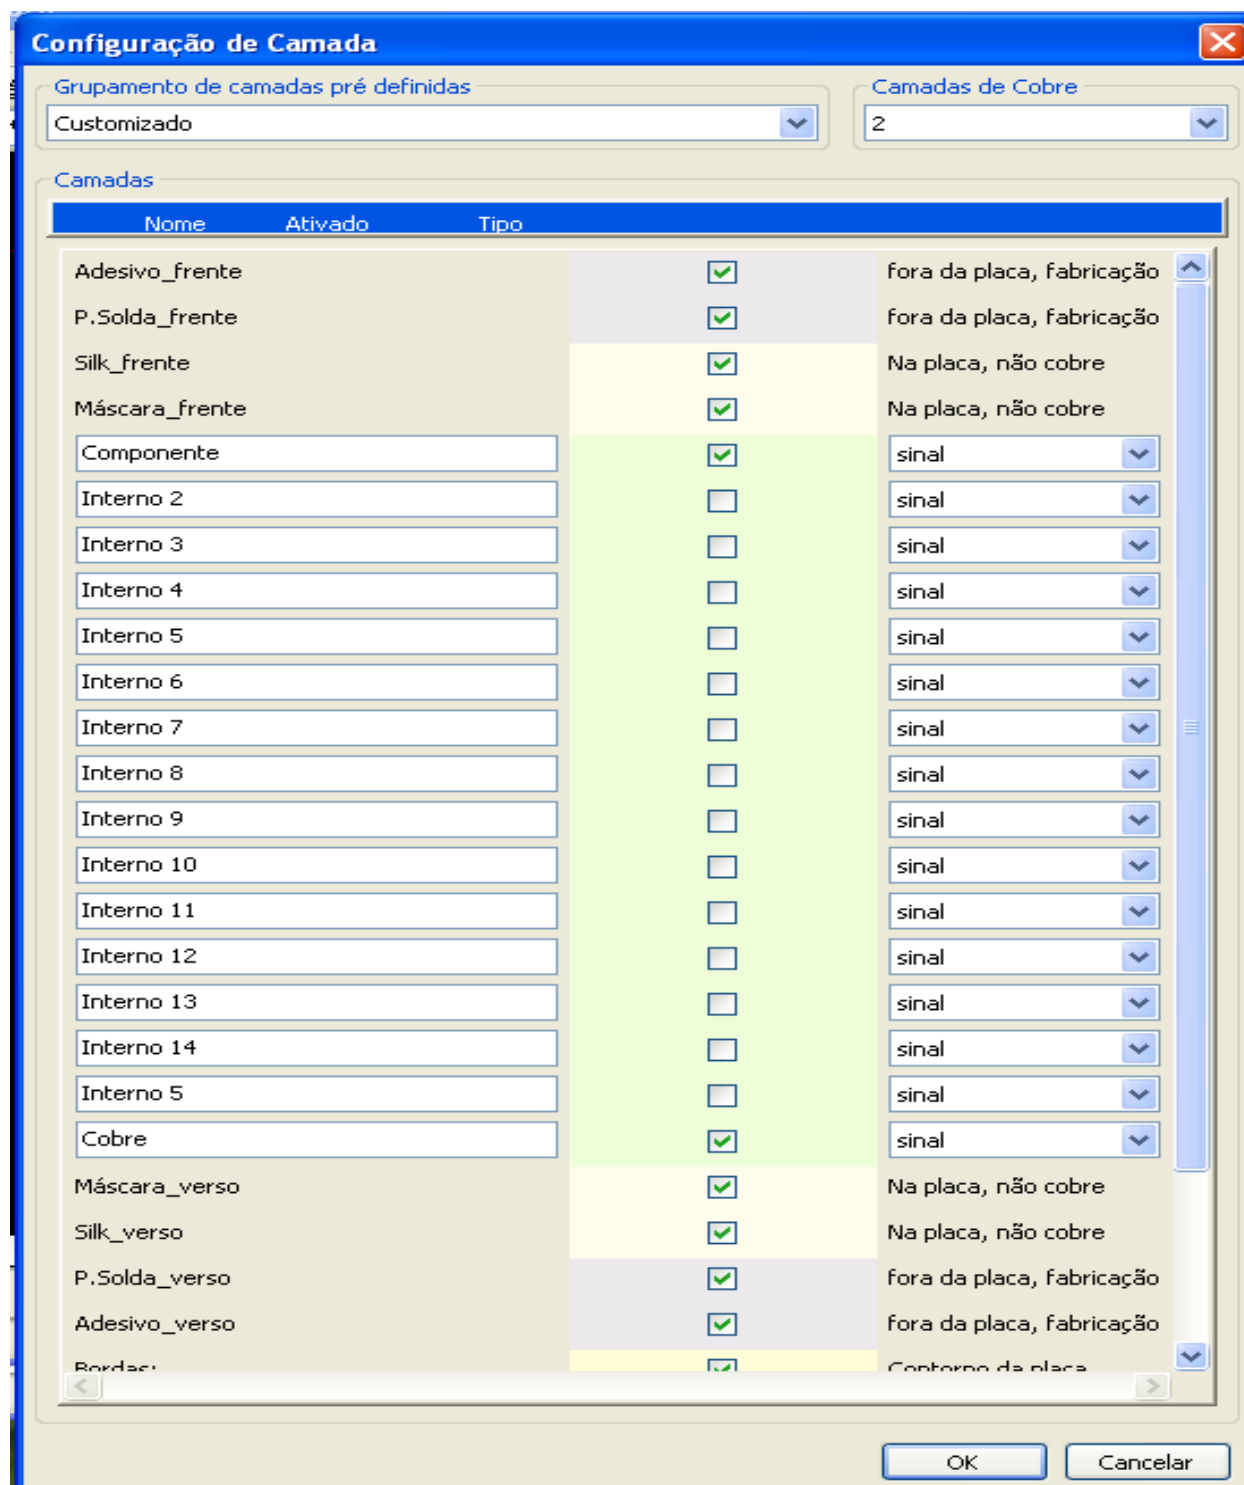 Configuração de Camada
Grupamento de camadas pré definidas Camadas de Cobre
Customizado 2
Camadas
Nome Ativado Tipo
Adesivo_frente fora da placa, fabricação
P.Solda_frente fora da placa, fabricação
Silk_frente Na placa, não cobre
Máscara_frente Na placa, não cobre
Componente sinal
Interno 2 sinal
Interno 3 sinal
Interno 4 sinal
Interno 5 sinal
Interno 6 sinal
Interno 7 sinal
Interno 8 sinal
Interno 9 sinal
Interno 10 sinal
Interno 11 sinal
Interno 12 sinal
Interno 13 sinal
Interno 14 sinal
Interno 5 sinal
Cobre sinal
Máscara_verso Na placa, não cobre
Silk_verso Na placa, não cobre
P.Solda_verso fora da placa, fabricação
Adesivo_verso fora da placa, fabricação
Bordas: Contorno da placa
OK Cancelar